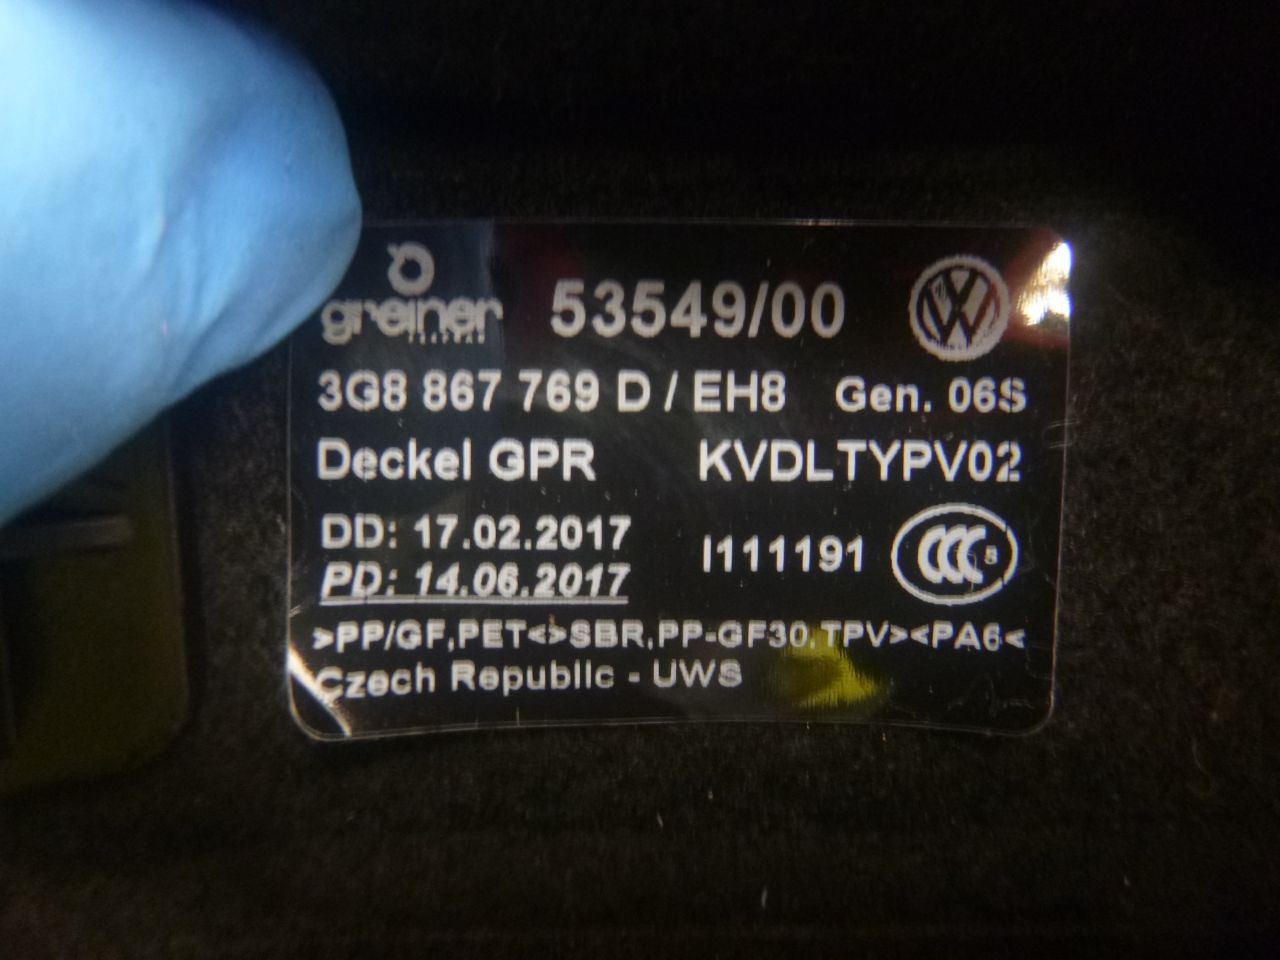 greiner 53549/00
3G8 867 769 D / EH8 Gen. 06S
Deckel GPR KVDLTYPV02
DD: 17.02.2017
PD: 14.06.2017 I111191
>PP/GF,PET<>SBR,PP-GF30,TPV><PA6<
Czech Republic - UWS